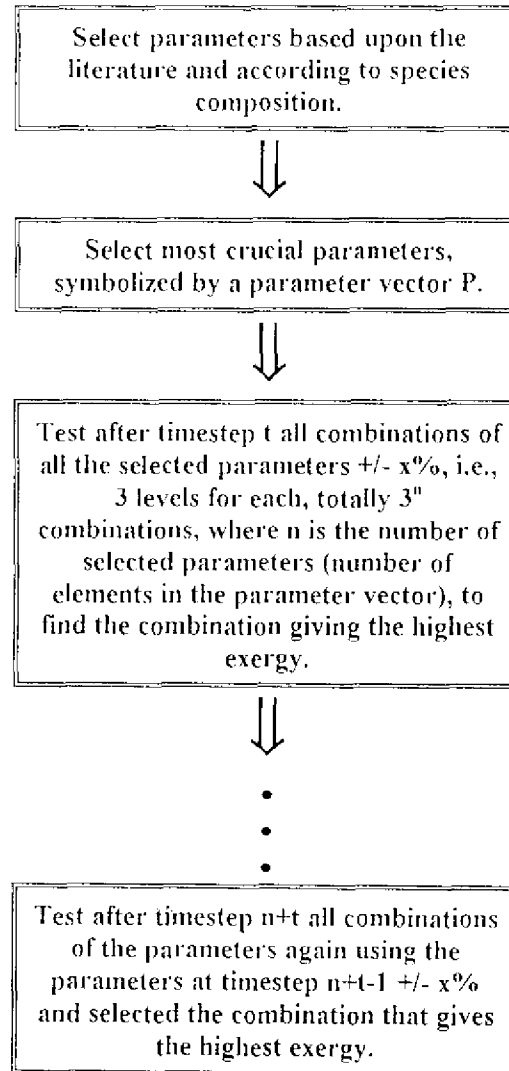 Select parameters based upon the
literature and according to species
composition.
Select most crucial parameters,
symbolized by a parameter vector P.
Test after timestep t all combinations of
all the selected parameters +/- x%, i.e.,
3 levels for each, totally 3ⁿ
combinations, where n is the number of
selected parameters (number of
elements in the parameter vector), to
find the combination giving the highest
exergy.
Test after timestep n+t all combinations
of the parameters again using the
parameters at timestep n+t-1 +/- x%
and selected the combination that gives
the highest exergy.